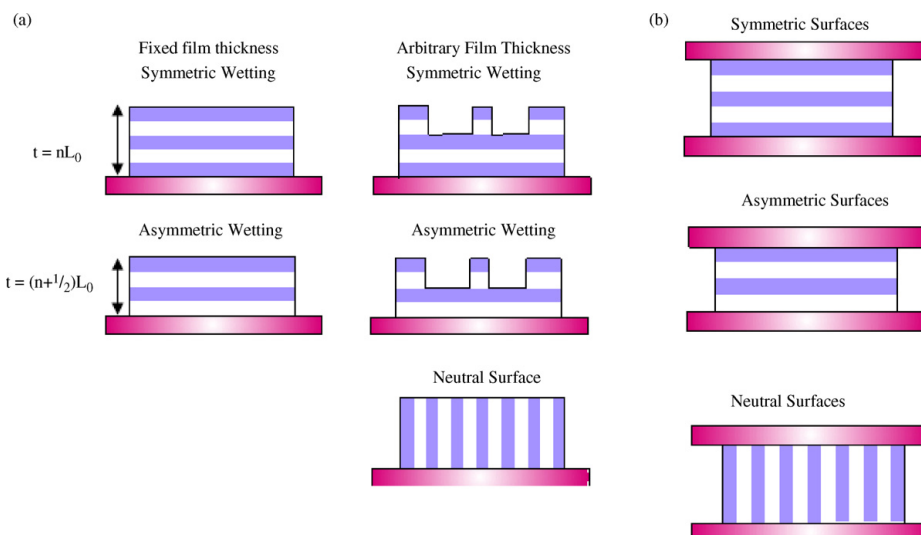 (a)
Fixed film thickness
Symmetric Wetting
Arbitrary Film Thickness
Symmetric Wetting
t = nL₀
Asymmetric Wetting
Asymmetric Wetting
t = (n+¹/₂)L₀
Neutral Surface
(b)
Symmetric Surfaces
Asymmetric Surfaces
Neutral Surfaces